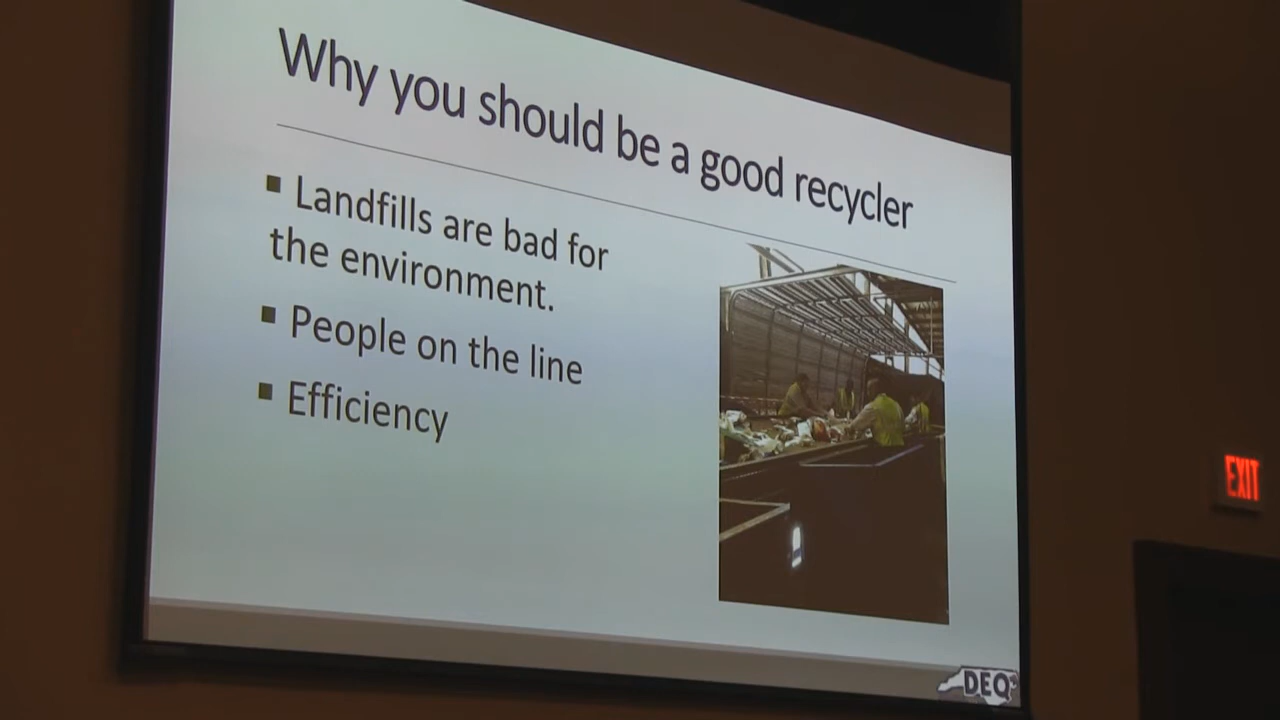 Why you should be a good recycler
▪ Landfills are bad for
the environment.
▪ People on the line
▪ Efficiency
EXIT
DEQ